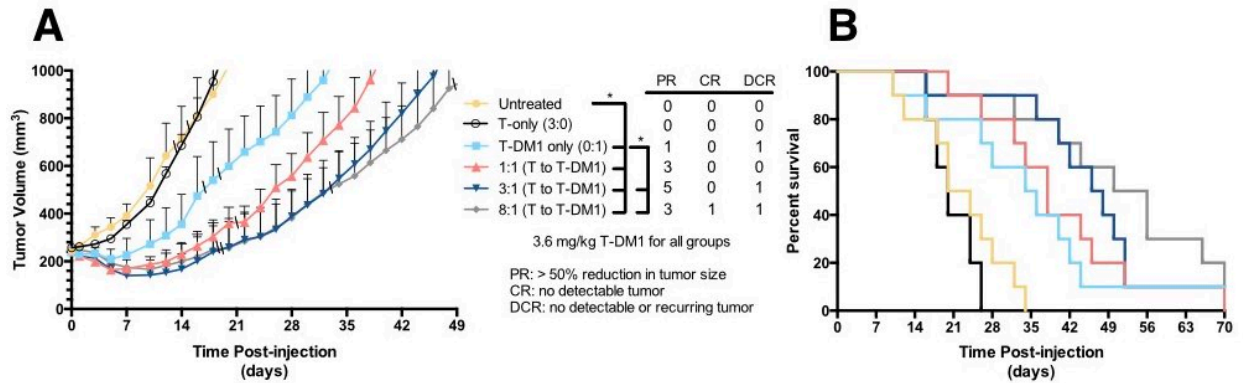 A
B
Tumor Volume (mm3)
1000
800
600
400
200
0
0 7 14 21 28 35 42 49
Time Post-injection
(days)
PR CR DCR
Untreated * 0 0 0
T-only (3:0) 0 0 0
T-DM1 only (0:1) * 1 0 1
1:1 (T to T-DM1) 3 0 0
3:1 (T to T-DM1) 5 0 1
8:1 (T to T-DM1) 3 1 1
3.6 mg/kg T-DM1 for all groups
PR: > 50% reduction in tumor size
CR: no detectable tumor
DCR: no detectable or recurring tumor
Percent survival
100
80
60
40
20
0
0 7 14 21 28 35 42 49 56 63 70
Time Post-injection
(days)